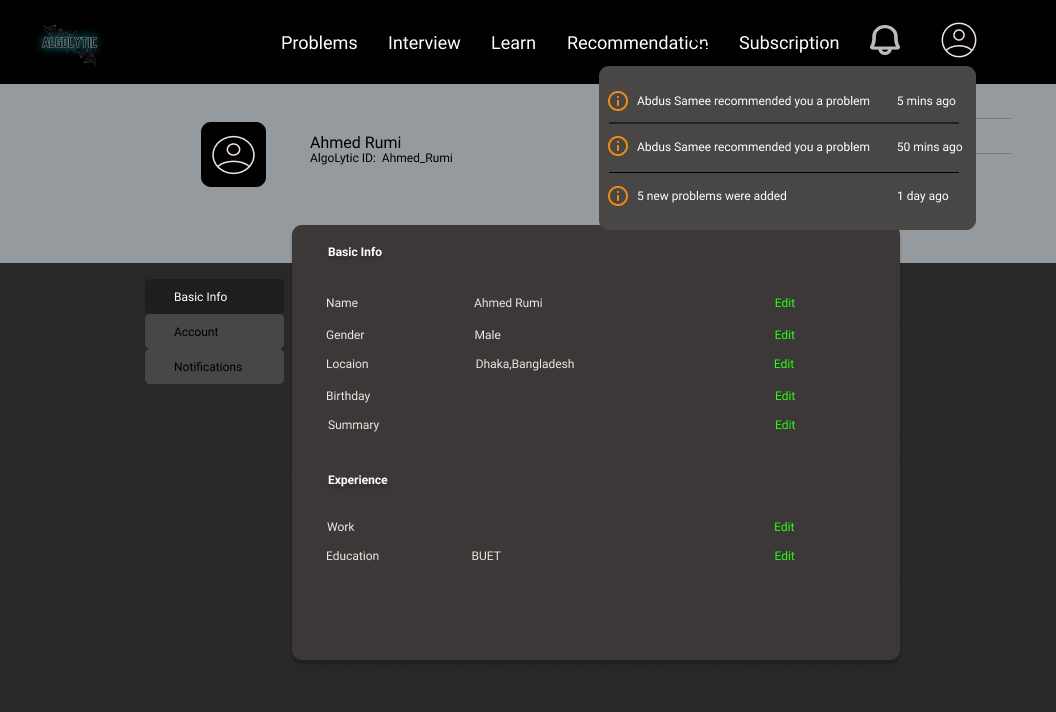 ALGOLYTIC
Problems Interview Learn Recommendation Subscription
Abdus Samee recommended you a problem 5 mins ago
Abdus Samee recommended you a problem 50 mins ago
5 new problems were added 1 day ago
Ahmed Rumi
AlgoLytic ID: Ahmed_Rumi
Basic Info
Account
Notifications
Basic Info
Name Ahmed Rumi Edit
Gender Male Edit
Locaion Dhaka,Bangladesh Edit
Birthday Edit
Summary Edit
Experience
Work Edit
Education BUET Edit